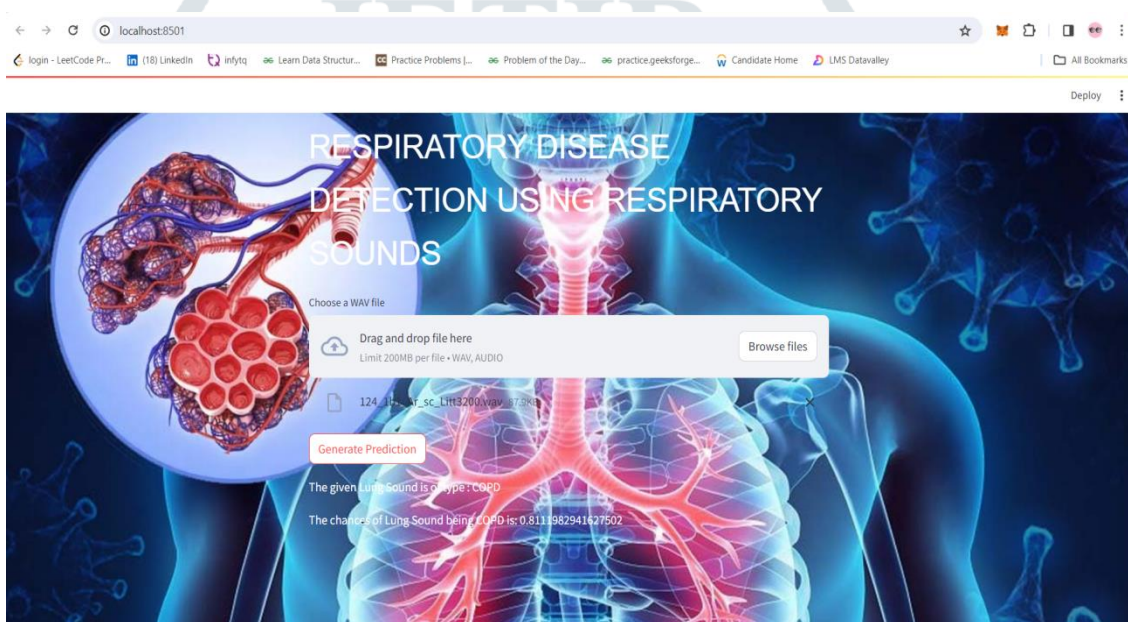 JETIR
localhost:8501
login - LeetCode Pr... (18) LinkedIn infytq Learn Data Structur... Practice Problems |... Problem of the Day... practice.geeksforge... Candidate Home LMS Datavalley All Bookmarks
Deploy
RESPIRATORY DISEASE
DETECTION USING RESPIRATORY
SOUNDS
Choose a WAV file
Drag and drop file here
Limit 200MB per file • WAV, AUDIO
Browse files
Generate Prediction
The given Lung Sound is of type : COPD
The chances of Lung Sound being COPD is: 0.8111982941627502